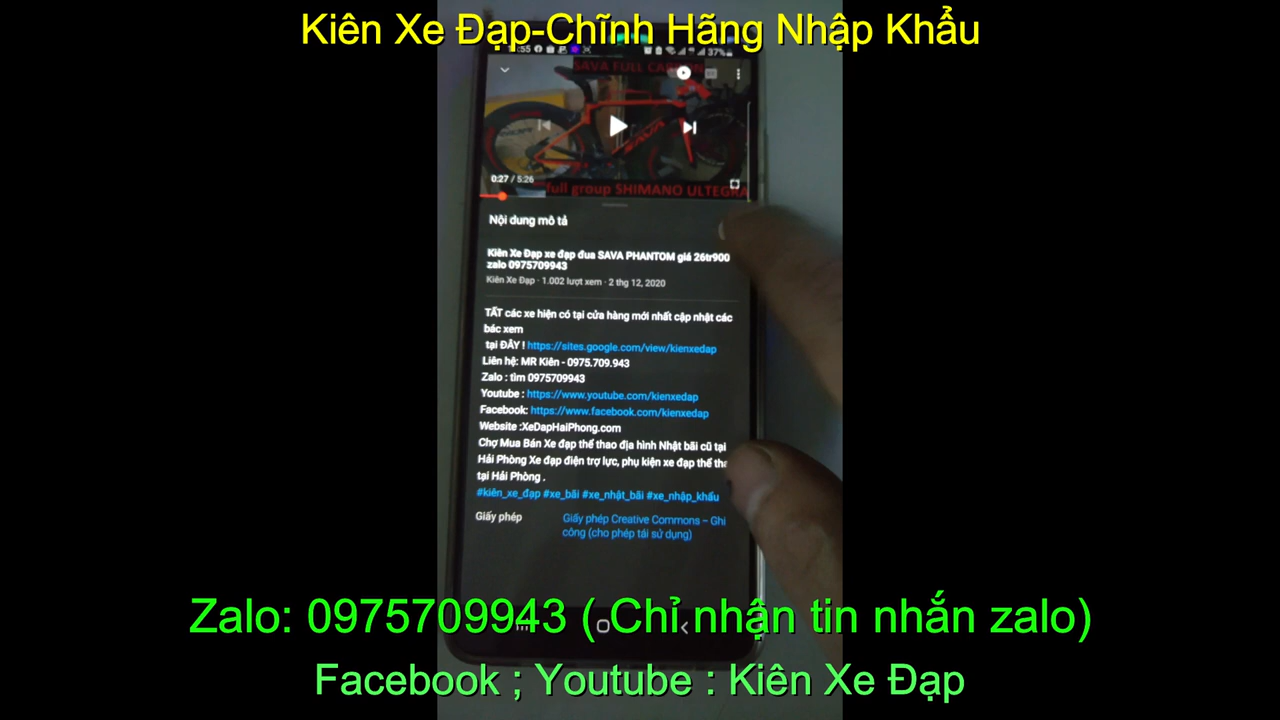 Kiên Xe Đạp-Chĩnh Hãng Nhập Khẩu
:55
37%
SAVA FULL CARBON
SAVA
0:27 / 5:26
full group SHIMANO ULTEGRA
Nội dung mô tả
Kiên Xe Đạp xe đạp đua SAVA PHANTOM giá 26tr900
zalo 0975709943
Kiên Xe Đạp · 1.002 lượt xem · 2 thg 12, 2020
TẤT các xe hiện có tại cửa hàng mới nhất cập nhật các
bác xem
tại ĐÂY ! https://sites.google.com/view/kienxedap
Liên hệ: MR Kiên - 0975.709.943
Zalo : tìm 0975709943
Youtube : https://www.youtube.com/kienxedap
Facebook: https://www.facebook.com/kienxedap
Website :XeDapHaiPhong.com
Chợ Mua Bán Xe đạp thể thao địa hình Nhật bãi cũ tại
Hải Phòng Xe đạp điện trợ lực, phụ kiện xe đạp thể tha
tại Hải Phòng .
#kiên_xe_đạp #xe_bãi #xe_nhật_bãi #xe_nhập_khẩu
Giấy phép
Giấy phép Creative Commons – Ghi
công (cho phép tái sử dụng)
Zalo: 0975709943 ( Chỉ nhận tin nhắn zalo)
Facebook ; Youtube : Kiên Xe Đạp